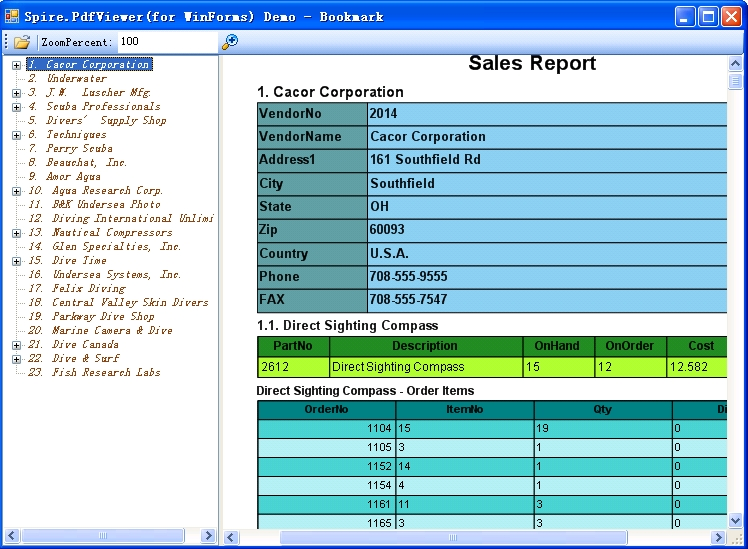 Spire.PdfViewer(for WinForms) Demo - Bookmark
ZoomPercent: 100
1. Cacor Corporation
2. Underwater
3. J.W. Luscher Mfg.
4. Scuba Professionals
5. Divers' Supply Shop
6. Techniques
7. Perry Scuba
8. Beauchat, Inc.
9. Amor Aqua
10. Aqua Research Corp.
11. B&K Undersea Photo
12. Diving International Unlimi
13. Nautical Compressors
14. Glen Specialties, Inc.
15. Dive Time
16. Undersea Systems, Inc.
17. Felix Diving
18. Central Valley Skin Divers
19. Parkway Dive Shop
20. Marine Camera & Dive
21. Dive Canada
22. Dive & Surf
23. Fish Research Labs
Sales Report
1. Cacor Corporation
VendorNo 2014
VendorName Cacor Corporation
Address1 161 Southfield Rd
City Southfield
State OH
Zip 60093
Country U.S.A.
Phone 708-555-9555
FAX 708-555-7547
1.1. Direct Sighting Compass
PartNo Description OnHand OnOrder Cost
2612 Direct Sighting Compass 15 12 12.582
Direct Sighting Compass - Order Items
OrderNo ItemNo Qty Di
1104 15 19 0
1105 3 1 0
1152 14 1 0
1154 4 1 0
1161 11 3 0
1165 3 3 0